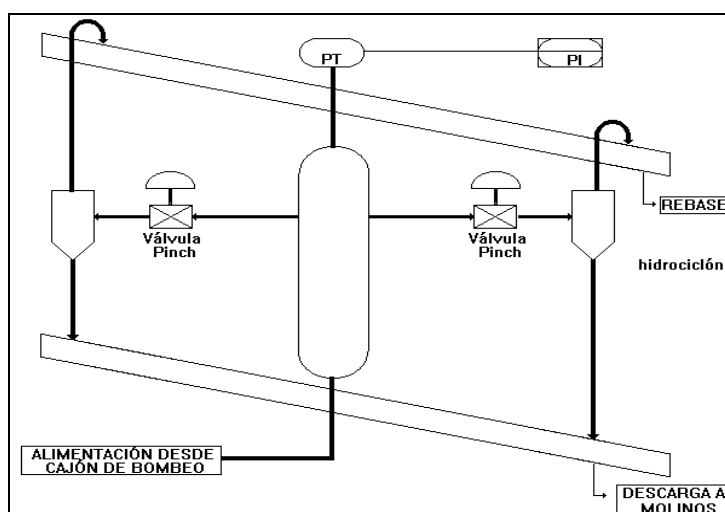 PT
PI
REBASE
Válvula
Pinch
Válvula
Pinch
hidrociclón
ALIMENTACIÓN DESDE
CAJÓN DE BOMBEO
DESCARGA A
MOLINOS